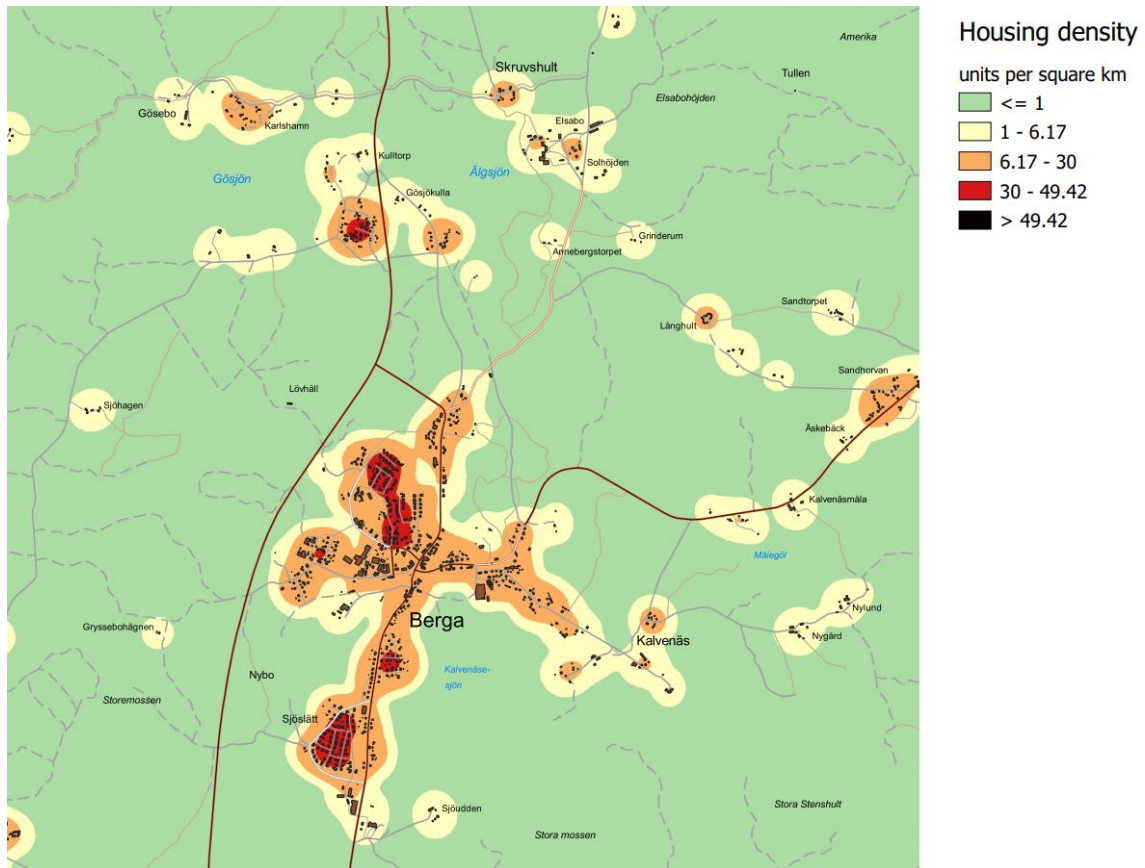 Housing density
units per square km
<= 1
1 - 6.17
6.17 - 30
30 - 49.42
> 49.42
Amerika
Skruvshult
Tullen
Elsabohöjden
Gösebo
Karlshamn
Elsabo
Kulltorp
Solhöjden
Gösjön
Älgsjön
Gösjökulla
Grinderum
Annebergstorpet
Sandtorpet
Långhult
Sandhorvan
Lövhäll
Sjöhagen
Äskebäck
Kalvenäsmåla
Målegöl
Nylund
Gryssebohägnen
Berga
Kalvenäs
Nygård
Kalvenäse-
sjön
Nybo
Storemossen
Sjöslätt
Sjöudden
Stora Stenshult
Stora mossen